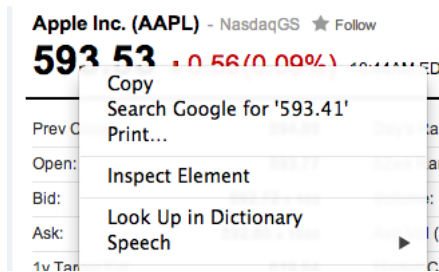 Apple Inc. (AAPL) - NasdaqGS Follow
593.53 0.56(0.09%)
Copy
Search Google for '593.41'
Print...
Prev
Open:
Inspect Element
Bid:
Look Up in Dictionary
Ask:
Speech
1y